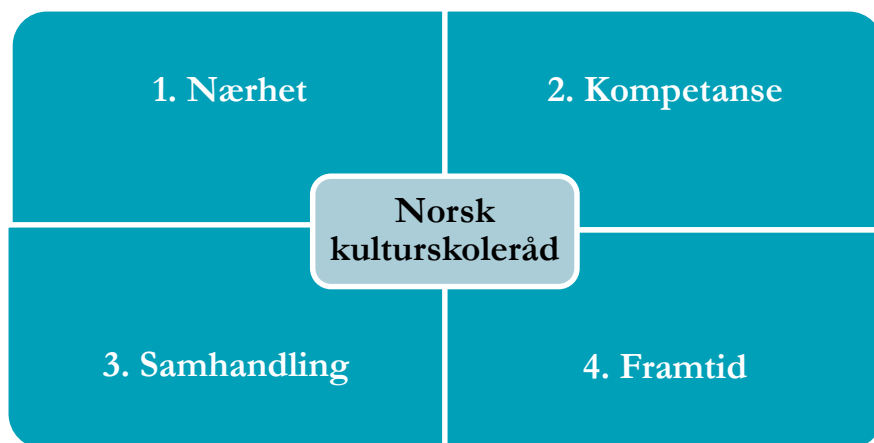 1. Nærhet
2. Kompetanse
Norsk
kulturskoleråd
3. Samhandling
4. Framtid